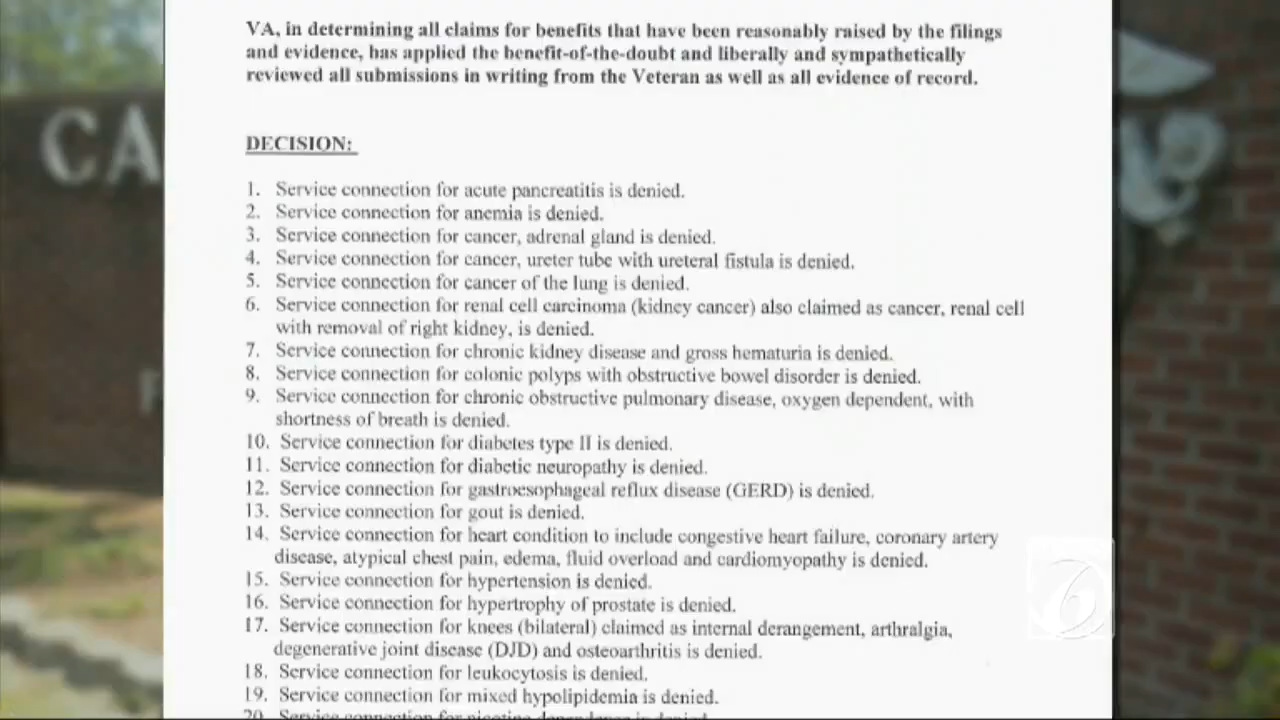 VA, in determining all claims for benefits that have been reasonably raised by the filings
and evidence, has applied the benefit-of-the-doubt and liberally and sympathetically
reviewed all submissions in writing from the Veteran as well as all evidence of record.
DECISION:
1. Service connection for acute pancreatitis is denied.
2. Service connection for anemia is denied.
3. Service connection for cancer, adrenal gland is denied.
4. Service connection for cancer, ureter tube with ureteral fistula is denied.
5. Service connection for cancer of the lung is denied.
6. Service connection for renal cell carcinoma (kidney cancer) also claimed as cancer, renal cell
with removal of right kidney, is denied.
7. Service connection for chronic kidney disease and gross hematuria is denied.
8. Service connection for colonic polyps with obstructive bowel disorder is denied.
9. Service connection for chronic obstructive pulmonary disease, oxygen dependent, with
shortness of breath is denied.
10. Service connection for diabetes type II is denied.
11. Service connection for diabetic neuropathy is denied.
12. Service connection for gastroesophageal reflux disease (GERD) is denied.
13. Service connection for gout is denied.
14. Service connection for heart condition to include congestive heart failure, coronary artery
disease, atypical chest pain, edema, fluid overload and cardiomyopathy is denied.
15. Service connection for hypertension is denied.
16. Service connection for hypertrophy of prostate is denied.
17. Service connection for knees (bilateral) claimed as internal derangement, arthralgia,
degenerative joint disease (DJD) and osteoarthritis is denied.
18. Service connection for leukocytosis is denied.
19. Service connection for mixed hypolipidemia is denied.
20. Service connection for nicotine dependence is denied.
CA
6